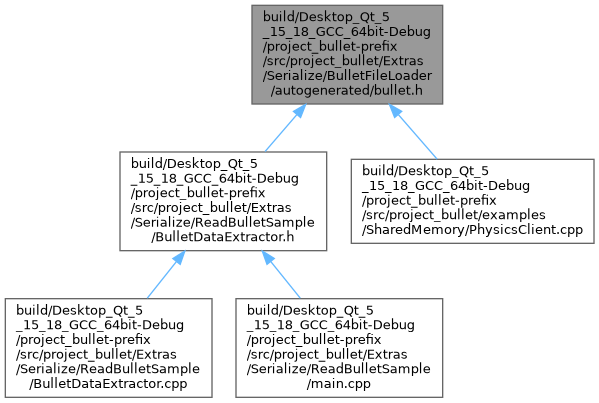 build/Desktop_Qt_5
_15_18_GCC_64bit-Debug
/project_bullet-prefix
/src/project_bullet/Extras
/Serialize/BulletFileLoader
/autogenerated/bullet.h
build/Desktop_Qt_5
_15_18_GCC_64bit-Debug
/project_bullet-prefix
/src/project_bullet/Extras
/Serialize/ReadBulletSample
/BulletDataExtractor.h
build/Desktop_Qt_5
_15_18_GCC_64bit-Debug
/project_bullet-prefix
/src/project_bullet/examples
/SharedMemory/PhysicsClient.cpp
build/Desktop_Qt_5
_15_18_GCC_64bit-Debug
/project_bullet-prefix
/src/project_bullet/Extras
/Serialize/ReadBulletSample
/BulletDataExtractor.cpp
build/Desktop_Qt_5
_15_18_GCC_64bit-Debug
/project_bullet-prefix
/src/project_bullet/Extras
/Serialize/ReadBulletSample
/main.cpp